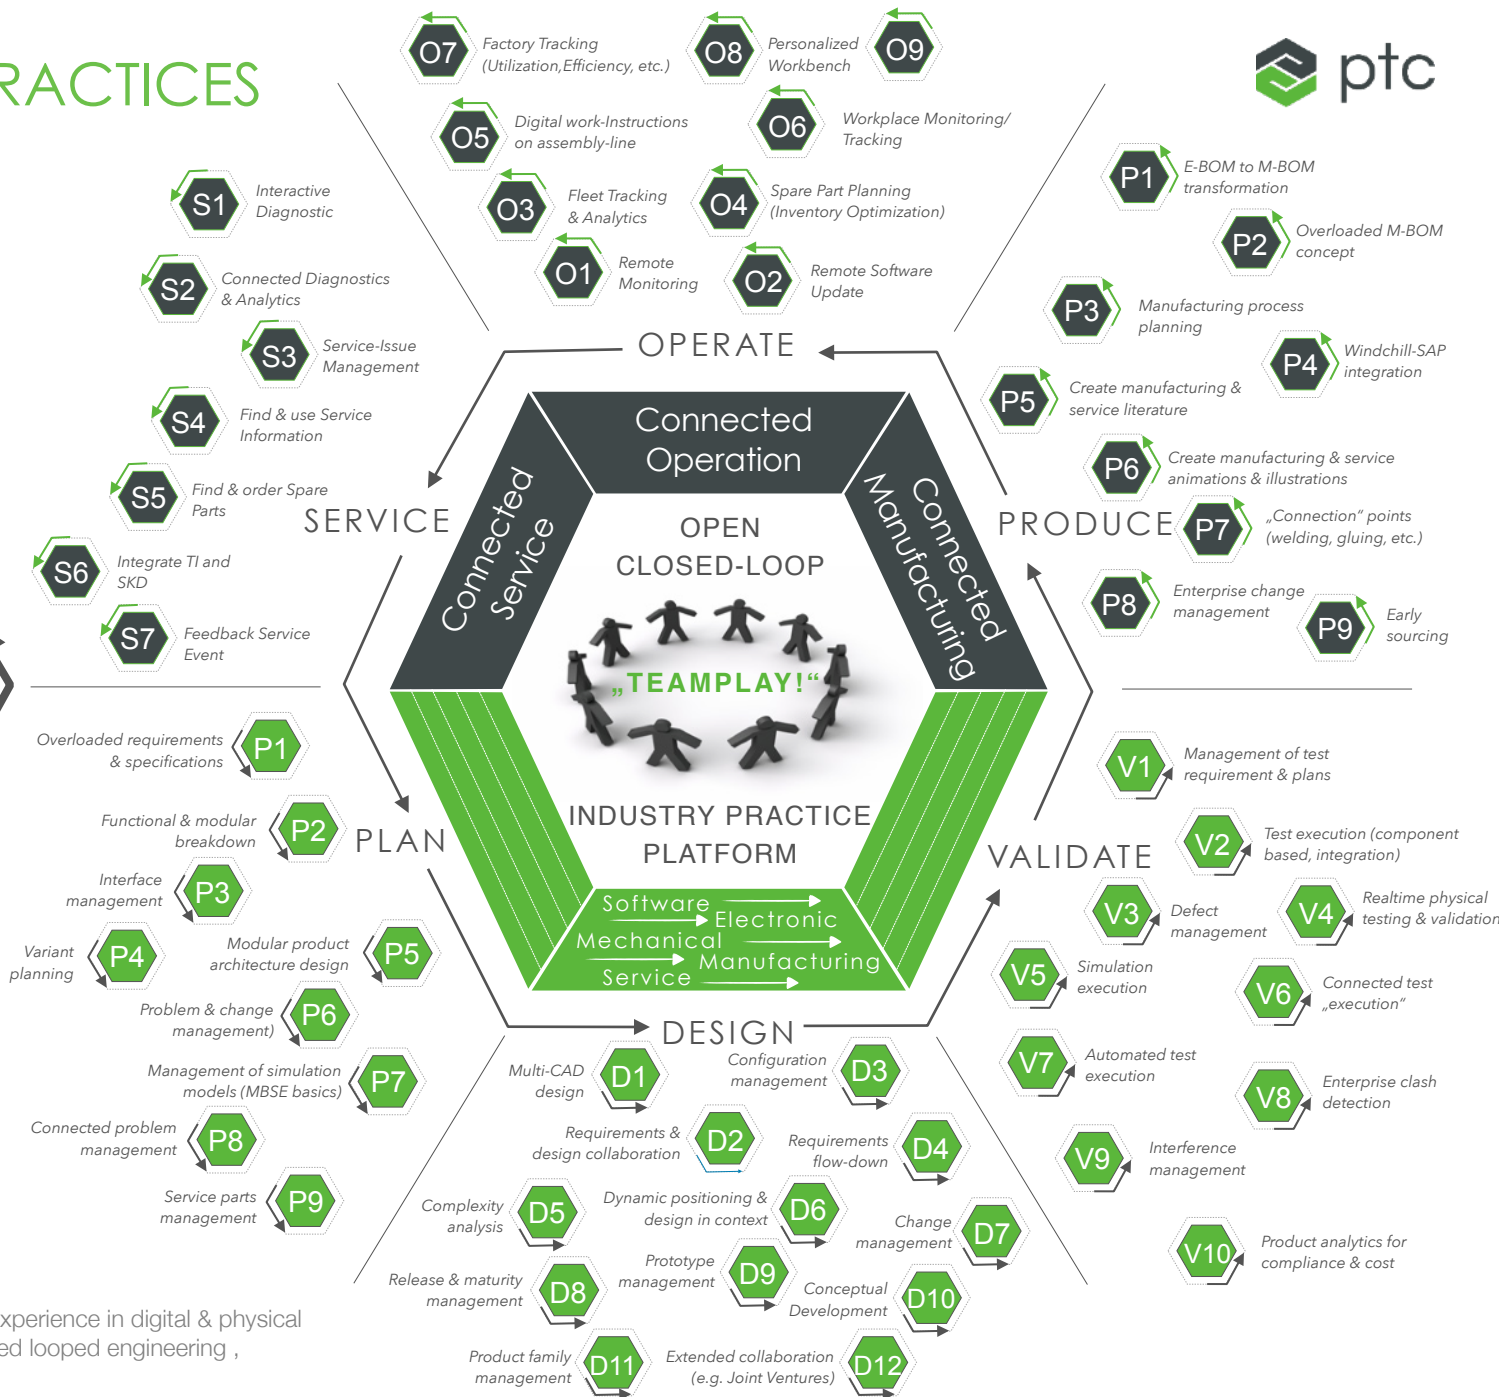 RACTICES
ptc
O7
Factory Tracking
(Utilization,Efficiency, etc.)
O8
Personalized
Workbench
O9
O5
Digital work-Instructions
on assembly-line
O6
Workplace Monitoring/
Tracking
O3
Fleet Tracking
& Analytics
O4
Spare Part Planning
(Inventory Optimization)
O1
Remote
Monitoring
O2
Remote Software
Update
S1
Interactive
Diagnostic
S2
Connected Diagnostics
& Analytics
S3
Service-Issue
Management
S4
Find & use Service
Information
S5
Find & order Spare
Parts
S6
Integrate TI and
SKD
S7
Feedback Service
Event
P1
E-BOM to M-BOM
transformation
P2
Overloaded M-BOM
concept
P3
Manufacturing process
planning
P4
Windchill-SAP
integration
P5
Create manufacturing &
service literature
P6
Create manufacturing & service
animations & illustrations
P7
„Connection“ points
(welding, gluing, etc.)
P8
Enterprise change
management
P9
Early
sourcing
OPERATE
SERVICE
PRODUCE
PLAN
VALIDATE
DESIGN
Connected
Operation
Connected
Service
Connected
Manufacturing
OPEN
CLOSED-LOOP
„TEAMPLAY!“
INDUSTRY PRACTICE
PLATFORM
Software
Electronic
Mechanical
Manufacturing
Service
Overloaded requirements
& specifications
P1
Functional & modular
breakdown
P2
Interface
management
P3
Variant
planning
P4
Modular product
architecture design
P5
Problem & change
management)
P6
Management of simulation
models (MBSE basics)
P7
Connected problem
management
P8
Service parts
management
P9
V1
Management of test
requirement & plans
V2
Test execution (component
based, integration)
V3
Defect
management
V4
Realtime physical
testing & validation
V5
Simulation
execution
V6
Connected test
„execution“
V7
Automated test
execution
V8
Enterprise clash
detection
V9
Interference
management
V10
Product analytics for
compliance & cost
Multi-CAD
design
D1
Configuration
management
D3
Requirements &
design collaboration
D2
Requirements
flow-down
D4
Complexity
analysis
D5
Dynamic positioning &
design in context
D6
Change
management
D7
Release & maturity
management
D8
Prototype
management
D9
Conceptual
Development
D10
Product family
management
D11
Extended collaboration
(e.g. Joint Ventures)
D12
xperience in digital & physical
ed looped engineering ,